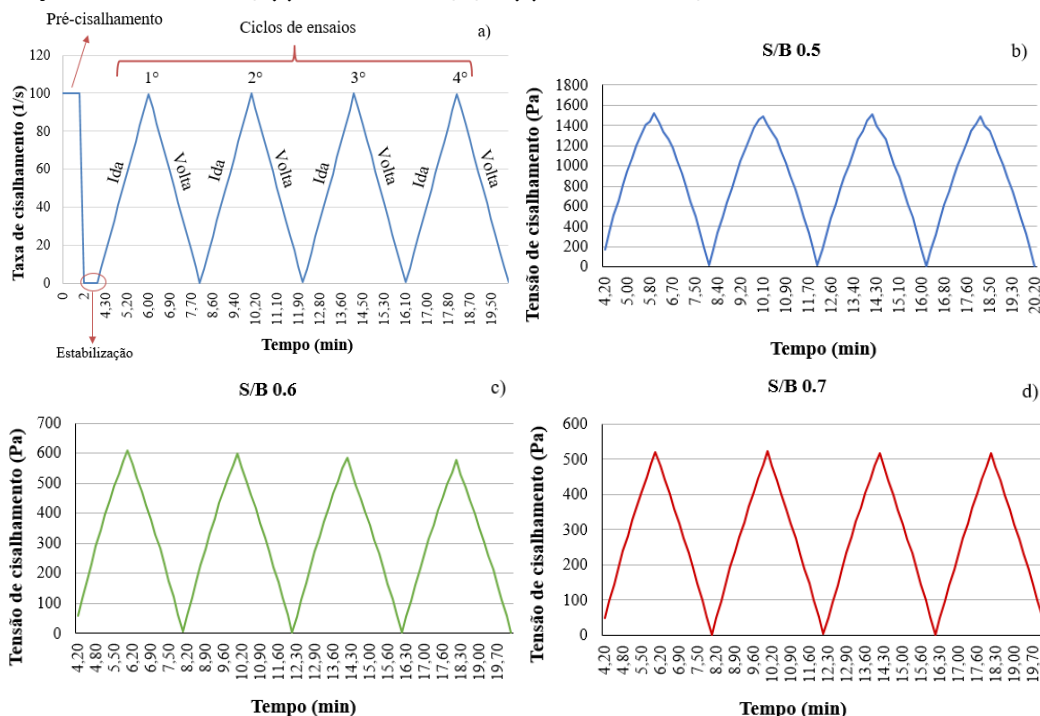 Pré-cisalhamento
Ciclos de ensaios
a)
1° 2° 3° 4°
Ida Volta Ida Volta Ida Volta Ida Volta
Taxa de cisalhamento (1/s)
120
100
80
60
40
20
0
0 2 4,30 5,20 6,00 6,90 7,70 8,60 9,40 10,20 11,10 11,90 12,80 13,60 14,40 15,30 16,10 17,00 17,80 18,70 19,50
Tempo (min)
Estabilização
S/B 0.5
b)
Tensão de cisalhamento (Pa)
1800
1600
1400
1200
1000
800
600
400
200
0
4,20 5,00 5,80 6,70 7,50 8,40 9,20 10,10 10,90 11,70 12,60 13,40 14,30 15,10 16,00 16,80 17,60 18,50 19,30 20,20
Tempo (min)
S/B 0.6
c)
Tensão de cisalhamento (Pa)
700
600
500
400
300
200
100
0
4,20 4,80 5,50 6,20 6,90 7,50 8,20 8,90 9,60 10,20 10,90 11,60 12,30 12,90 13,60 14,30 15,00 15,60 16,30 17,00 17,60 18,30 19,00 19,70
Tempo (min)
S/B 0.7
d)
Tensão de cisalhamento (Pa)
600
500
400
300
200
100
0
4,20 4,80 5,50 6,20 6,90 7,50 8,20 8,90 9,60 10,20 10,90 11,60 12,30 12,90 13,60 14,30 15,00 15,60 16,30 17,00 17,60 18,30 19,00 19,70
Tempo (min)